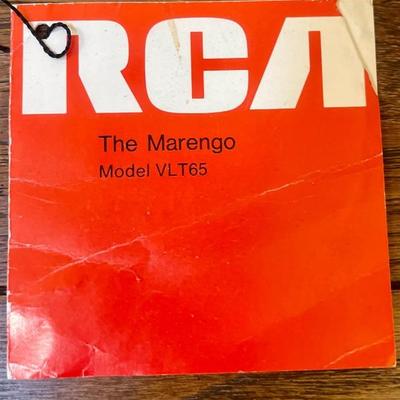 RCA
The Marengo
Model VLT65